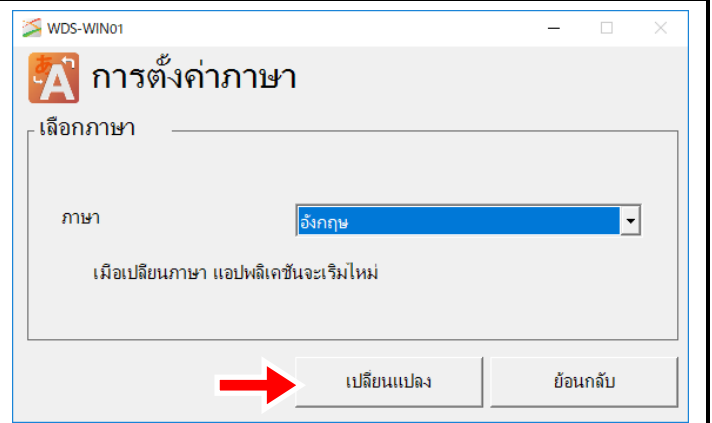 WDS-WIN01
การตั้งค่าภาษา
เลือกภาษา
ภาษา
อังกฤษ
เมื่อเปลี่ยนภาษา แอปพลิเคชันจะเริ่มใหม่
เปลี่ยนแปลง
ย้อนกลับ